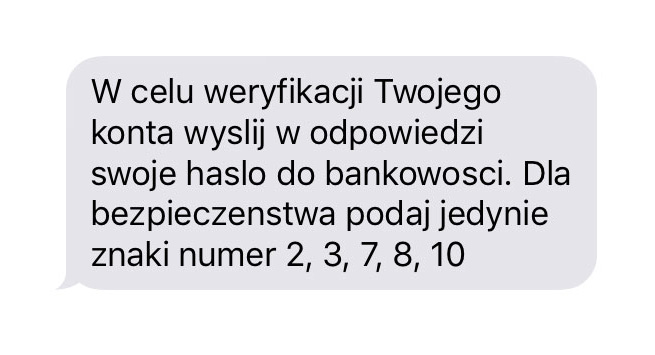 W celu weryfikacji Twojego
konta wyslij w odpowiedzi
swoje haslo do bankowosci. Dla
bezpieczenstwa podaj jedynie
znaki numer 2, 3, 7, 8, 10